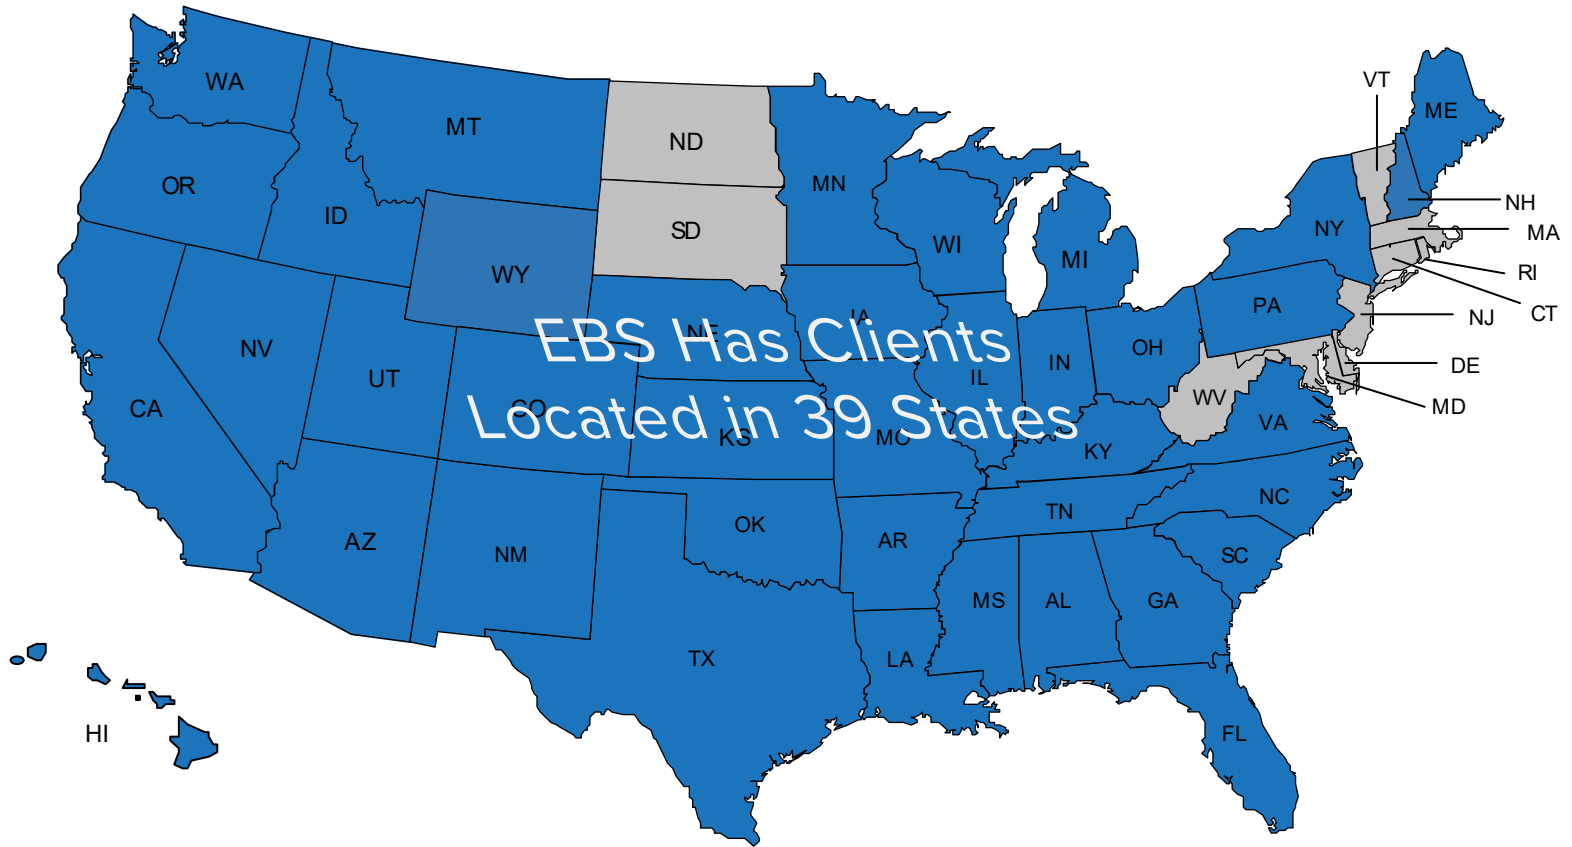 VT
WA
ME
MT
ND
MN
OR
NH
ID
NY
SD
MA
WI
MI
RI
WY
PA
CT
IA
NJ
NE
EBS Has Clients
NV
OH
IN
DE
UT
IL
WV
MD
CA
CO
Located in 39 States
KS
MO
VA
KY
NC
TN
OK
AZ
AR
NM
SC
MS
AL
GA
TX
LA
HI
FL